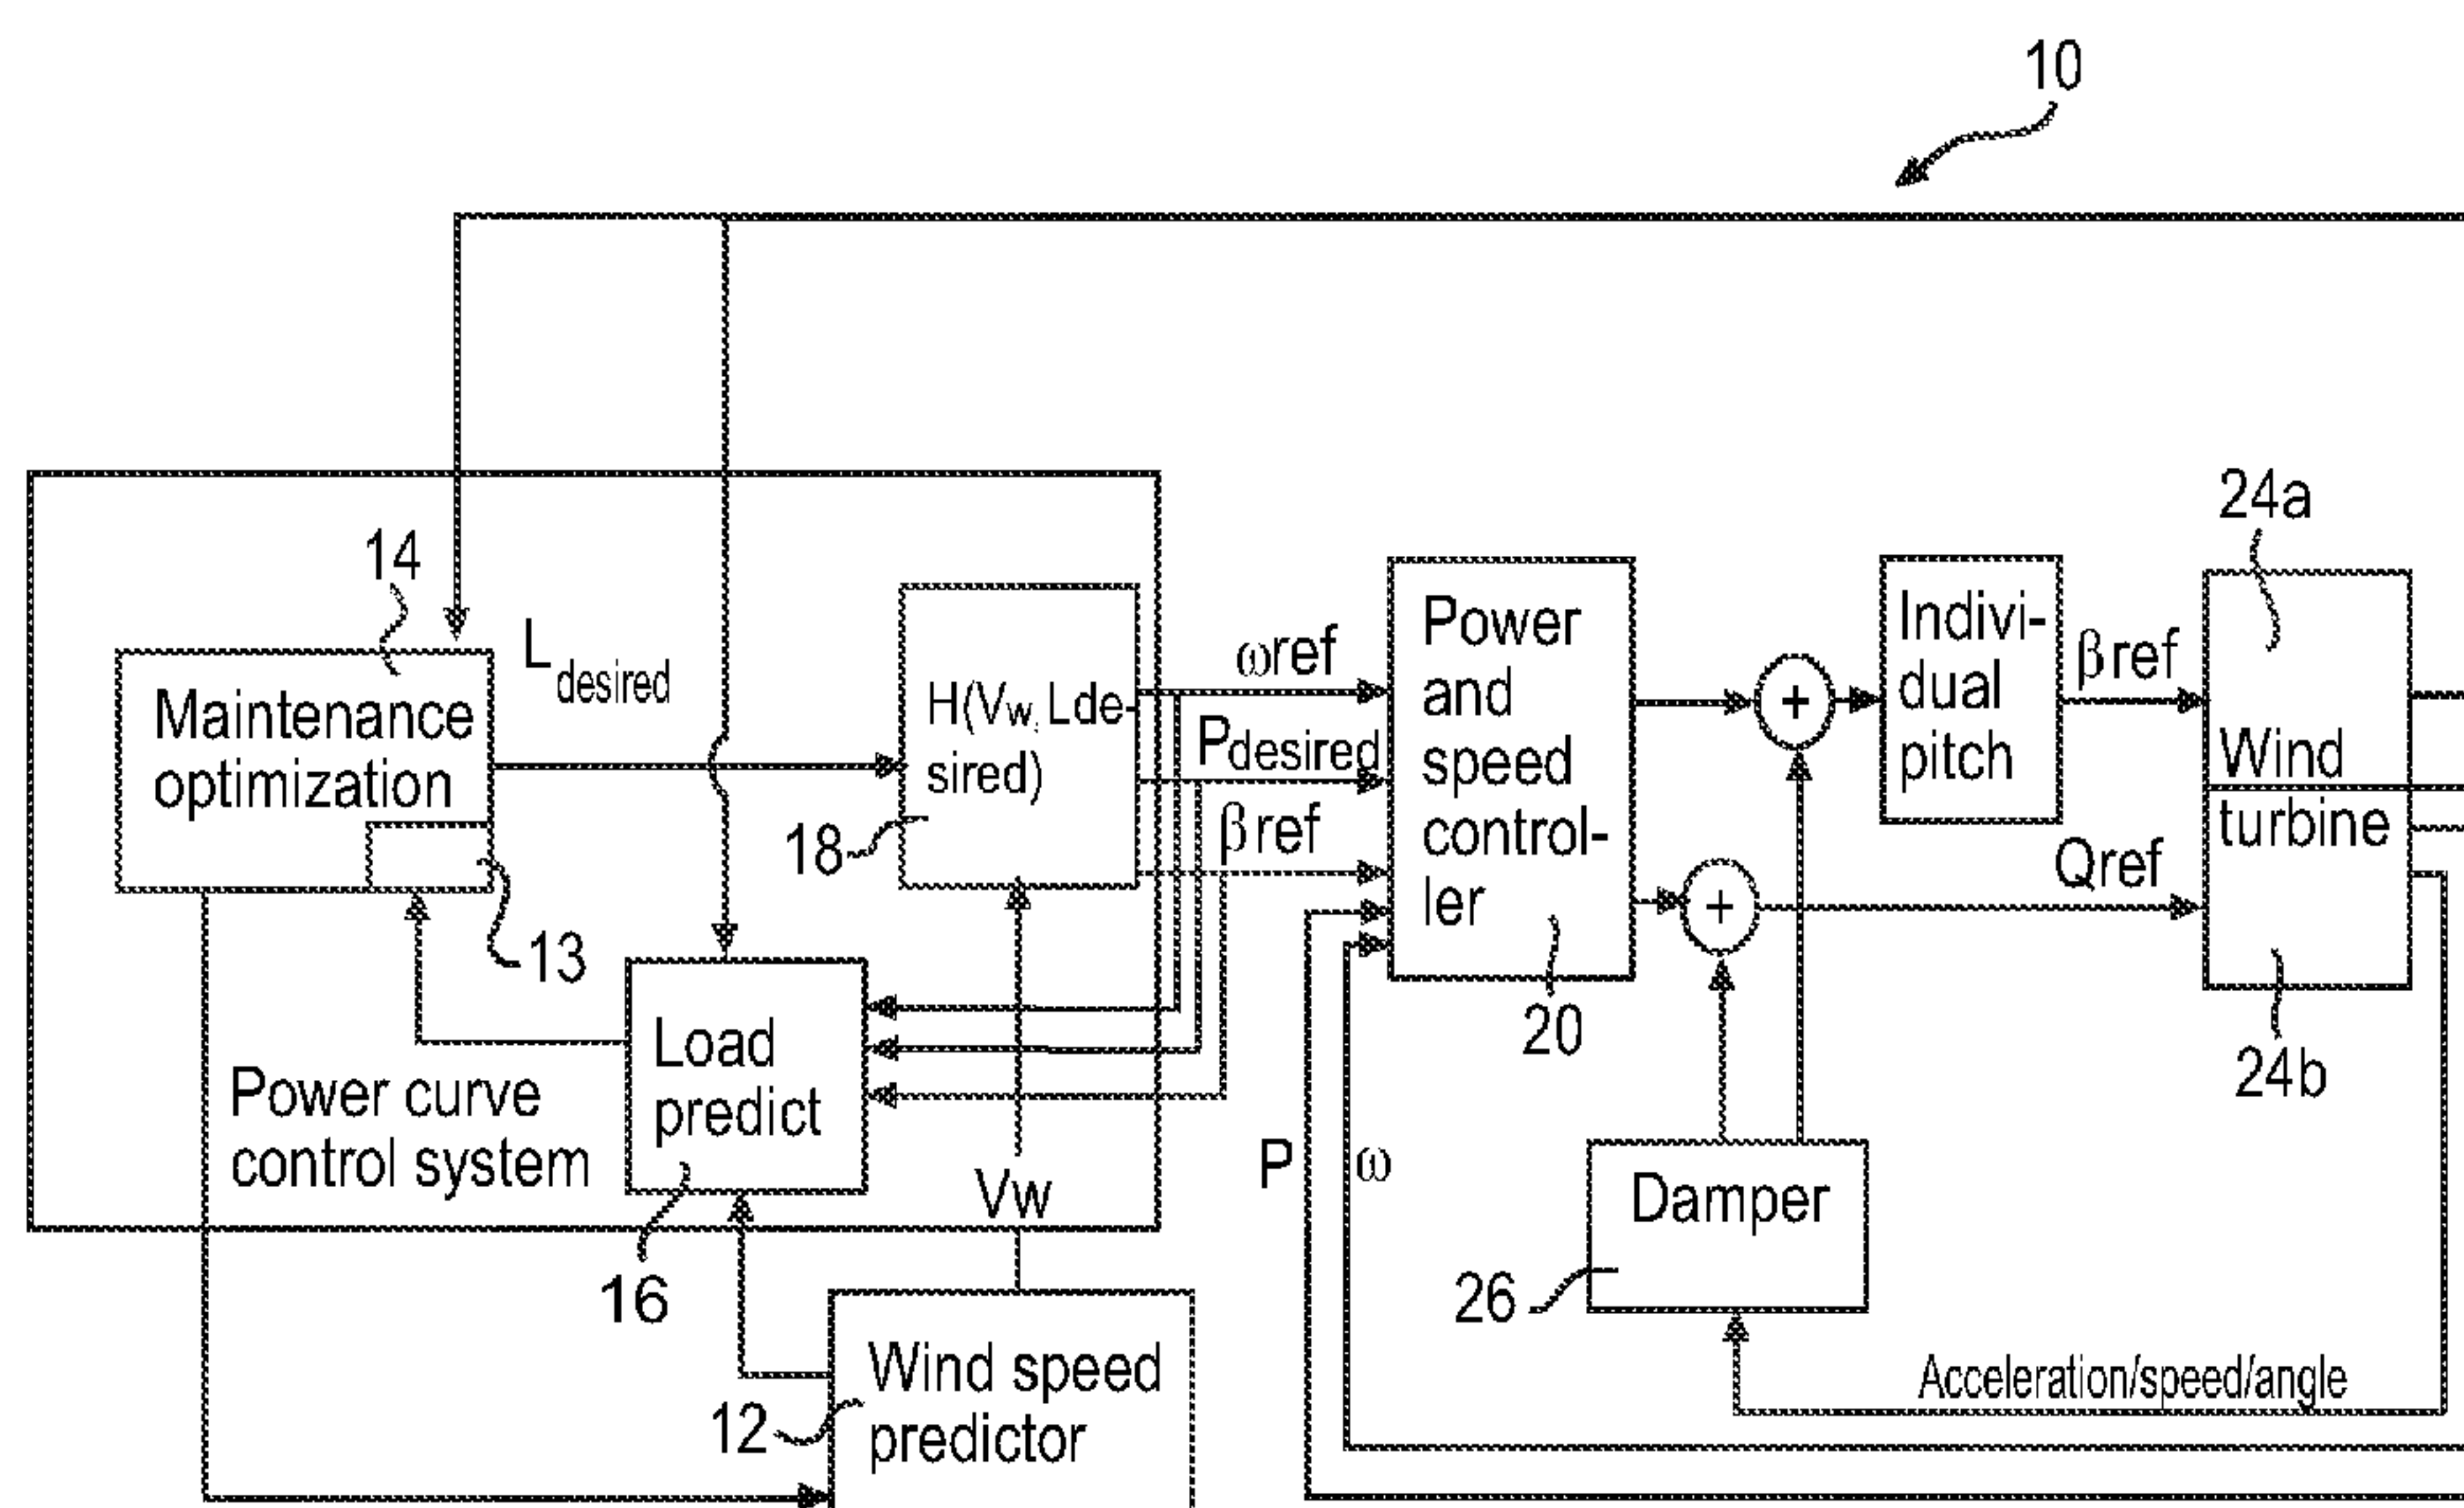 10
14
Maintenance
optimization
13
L desired
H(Vw, Lde-
sired)
18
Load
predict
16
Power curve
control system
Vw
Wind speed
predictor
12
ωref
Pdesired
βref
P
ω
Power
and
speed
control-
ler
20
+
+
Indivi-
dual
pitch
βref
Qref
24a
Wind
turbine
24b
Damper
26
Acceleration/speed/angle